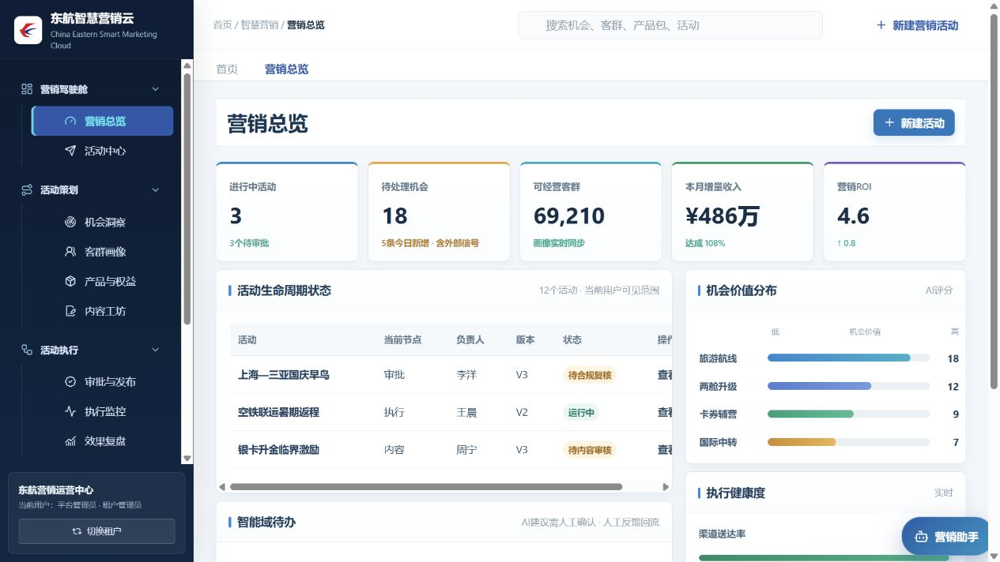 东航智慧营销云
China Eastern Smart Marketing
Cloud
营销驾驶舱
营销总览
活动中心
活动策划
机会洞察
客群画像
产品与权益
内容工坊
活动执行
审批与发布
执行监控
效果复盘
东航营销运营中心
当前用户：平台管理员 · 租户管理员
切换租户
首页 / 智慧营销 / 营销总览
搜索机会、客群、产品包、活动
新建营销活动
首页 营销总览
营销总览
新建活动
进行中活动
3
3个待审批
待处理机会
18
5条今日新增 · 含外部信号
可经营客群
69,210
画像实时同步
本月增量收入
¥486万
达成 108%
营销ROI
4.6
↑ 0.8
活动生命周期状态 12个活动 · 当前用户可见范围
活动 当前节点 负责人 版本 状态 操作
上海—三亚国庆早鸟 审批 李洋 V3 待合规复核 查看
空铁联运暑期返程 执行 王晨 V2 运行中 查看
银卡升金临界激励 内容 周宁 V3 待内容审核 查看
机会价值分布 AI评分
低 机会价值 高
旅游航线 18
两舱升级 12
卡券辅营 9
国际中转 7
智能域待办 AI建议需人工确认 · 人工反馈回流
执行健康度 实时
渠道送达率
营销助手